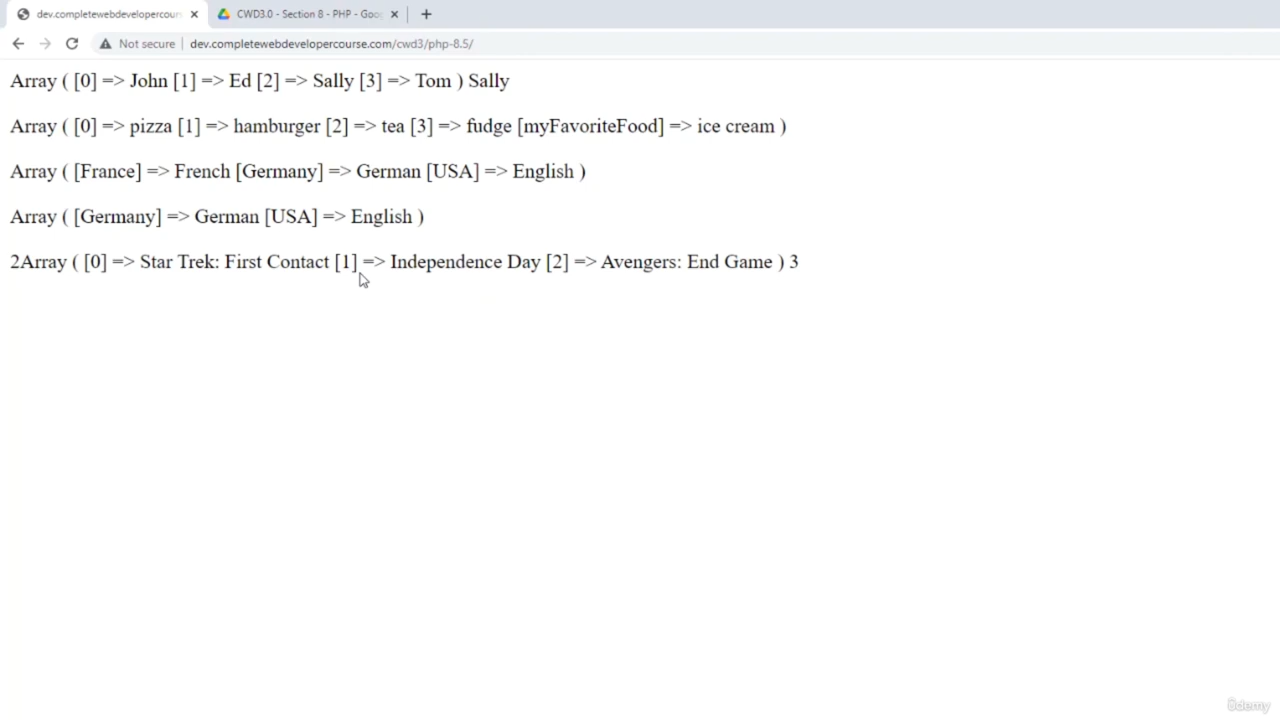 dev.completewebdevelopercour
CWD3.0 - Section 8 - PHP - Goo
Not secure | dev.completewebdevelopercourse.com/cwd3/php-8.5/
Array ( [0] => John [1] => Ed [2] => Sally [3] => Tom ) Sally
Array ( [0] => pizza [1] => hamburger [2] => tea [3] => fudge [myFavoriteFood] => ice cream )
Array ( [France] => French [Germany] => German [USA] => English )
Array ( [Germany] => German [USA] => English )
2Array ( [0] => Star Trek: First Contact [1] => Independence Day [2] => Avengers: End Game ) 3
ûdemy